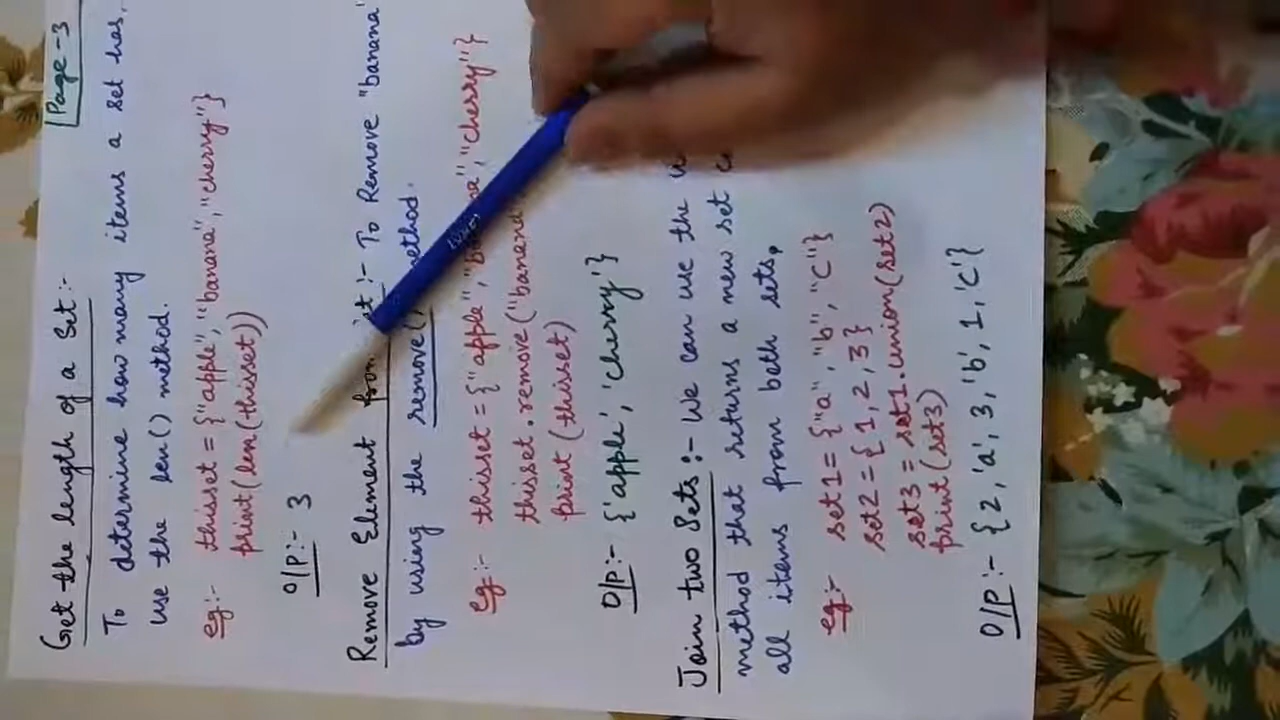 Page-3
Get the length of a Set:-
To determine how many items a set has,
use the len() method.
eg:- thisset = {"apple", "banana", "cherry"}
print(len(thisset))
O/P:- 3
Remove Element from :- To Remove "banana"
by using the remove()
eg:- thisset = {"apple", "cherry"}
thisset.remove("banana
print(thisset)
O/P:- {'apple', 'cherry'}
Join two Sets :- We can use the
method that returns a new set
all items from both sets,
eg:- set1 = {"a", "b", "c"}
set2 = {1, 2, 3}
set3 = set1.union(set2)
print(set3)
O/P:- {2, 'a', 3, 'b', 1, 'c'}